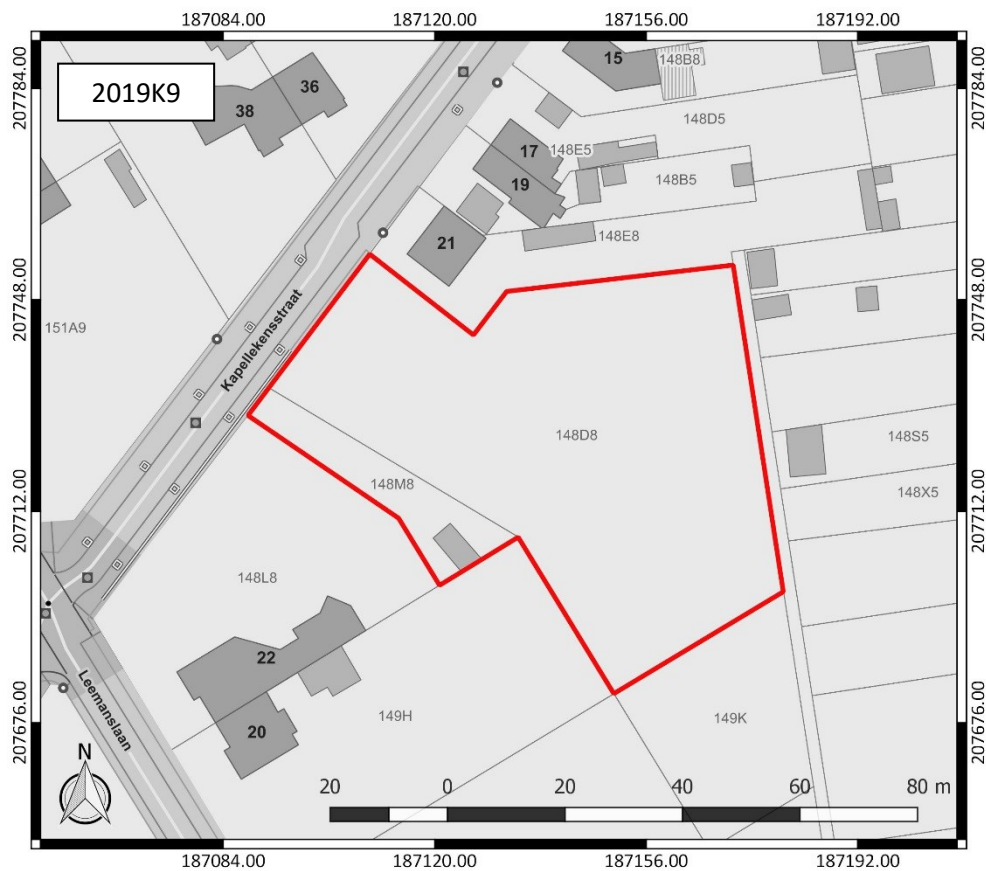 187084.00 187120.00 187156.00 187192.00
2019K9
207784.00
207784.00
15
148B8
36
38
148D5
17
148E5
19
148B5
21
148E8
207748.00
207748.00
151A9
Kapellekensstraat
148D8
148S5
148M8
148X5
207712.00
207712.00
148L8
22
Leemanslaan
20
149H
149K
207676.00
207676.00
N
20 0 20 40 60 80 m
187084.00 187120.00 187156.00 187192.00